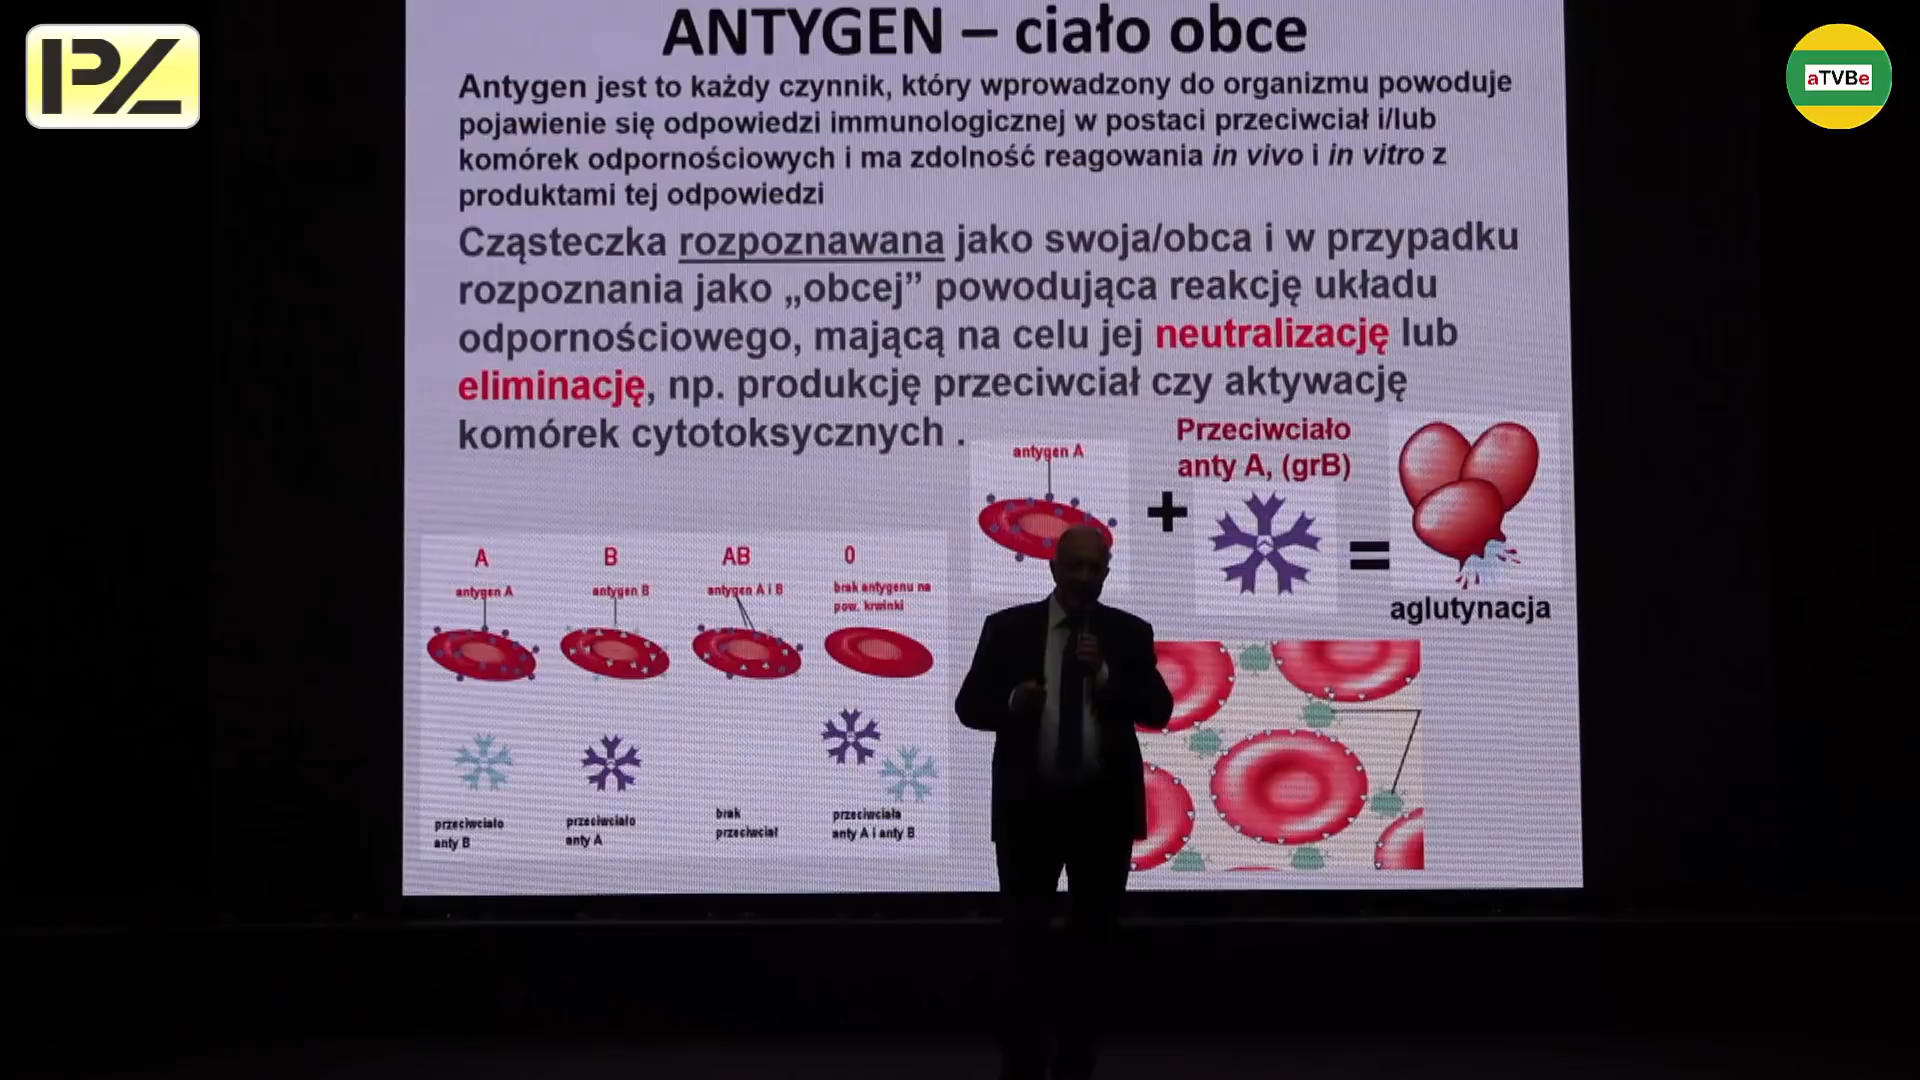 PZ
aTVBe
ANTYGEN – ciało obce
Antygen jest to każdy czynnik, który wprowadzony do organizmu powoduje
pojawienie się odpowiedzi immunologicznej w postaci przeciwciał i/lub
komórek odpornościowych i ma zdolność reagowania in vivo i in vitro z
produktami tej odpowiedzi
Cząsteczka rozpoznawana jako swoja/obca i w przypadku
rozpoznania jako „obcej” powodująca reakcję układu
odpornościowego, mającą na celu jej neutralizację lub
eliminację, np. produkcję przeciwciał czy aktywację
komórek cytotoksycznych .
antygen A
+
Przeciwciało
anty A, (grB)
=
aglutynacja
A
antygen A
B
antygen B
AB
antygen A i B
0
brak antygenu na
pow. krwinki
przeciwciało
anty B
przeciwciało
anty A
brak
przeciwciał
przeciwciała
anty A i anty B